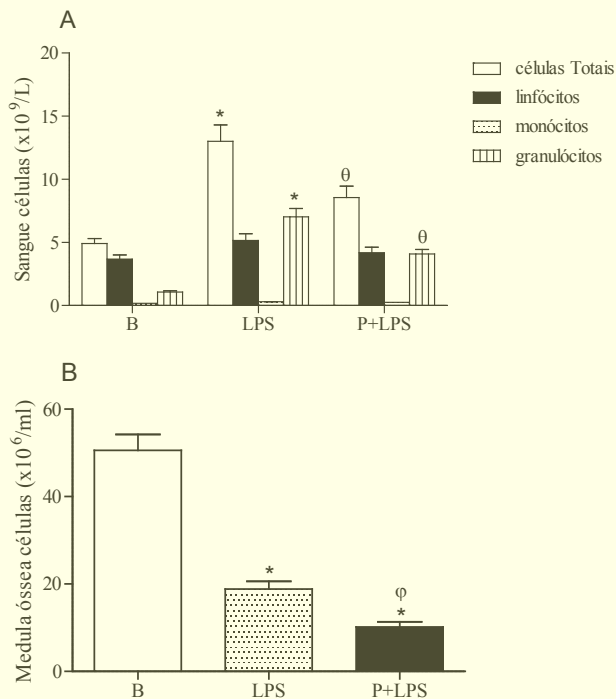 A
Sangue células (x10⁹/L)
20
15
10
5
0
*
*
θ
θ
B
LPS
P+LPS
células Totais
linfócitos
monócitos
granulócitos
B
Medula óssea células (x10⁶/ml)
60
40
20
0
*
φ
*
B
LPS
P+LPS